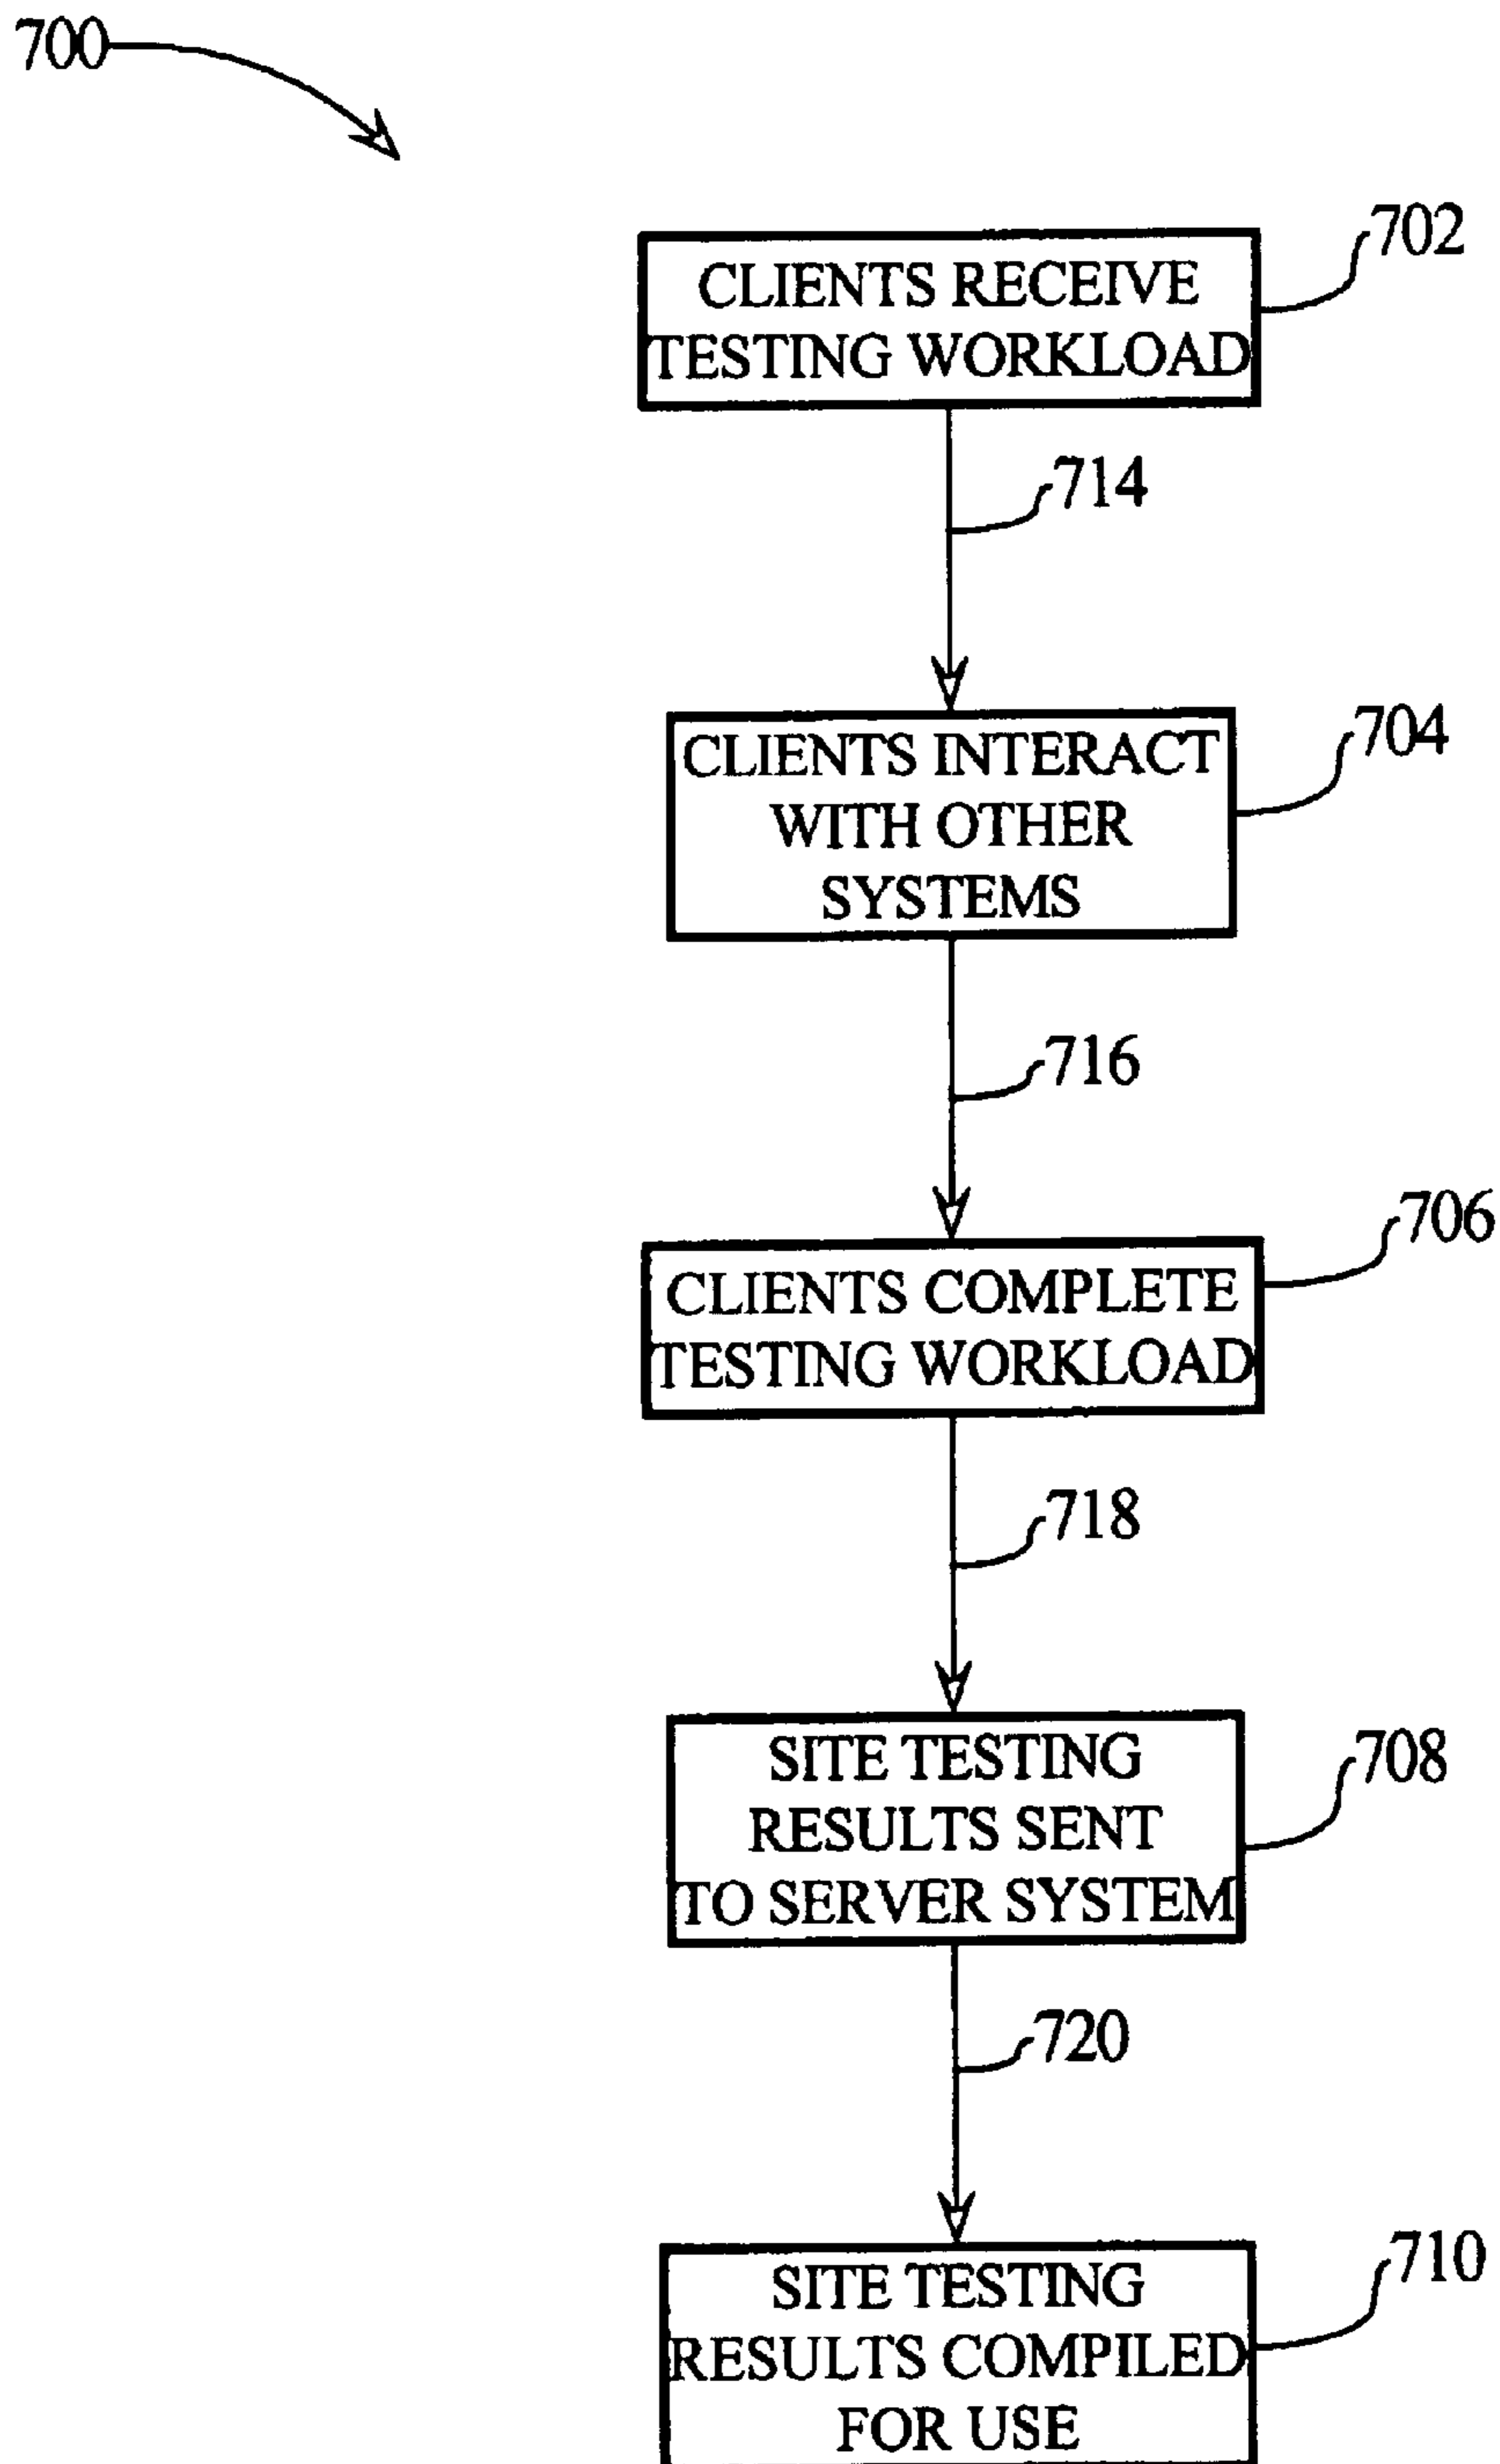 700
702
CLIENTS RECEIVE
TESTING WORKLOAD
714
704
CLIENTS INTERACT
WITH OTHER
SYSTEMS
716
706
CLIENTS COMPLETE
TESTING WORKLOAD
718
708
SITE TESTING
RESULTS SENT
TO SERVER SYSTEM
720
710
SITE TESTING
RESULTS COMPILED
FOR USE